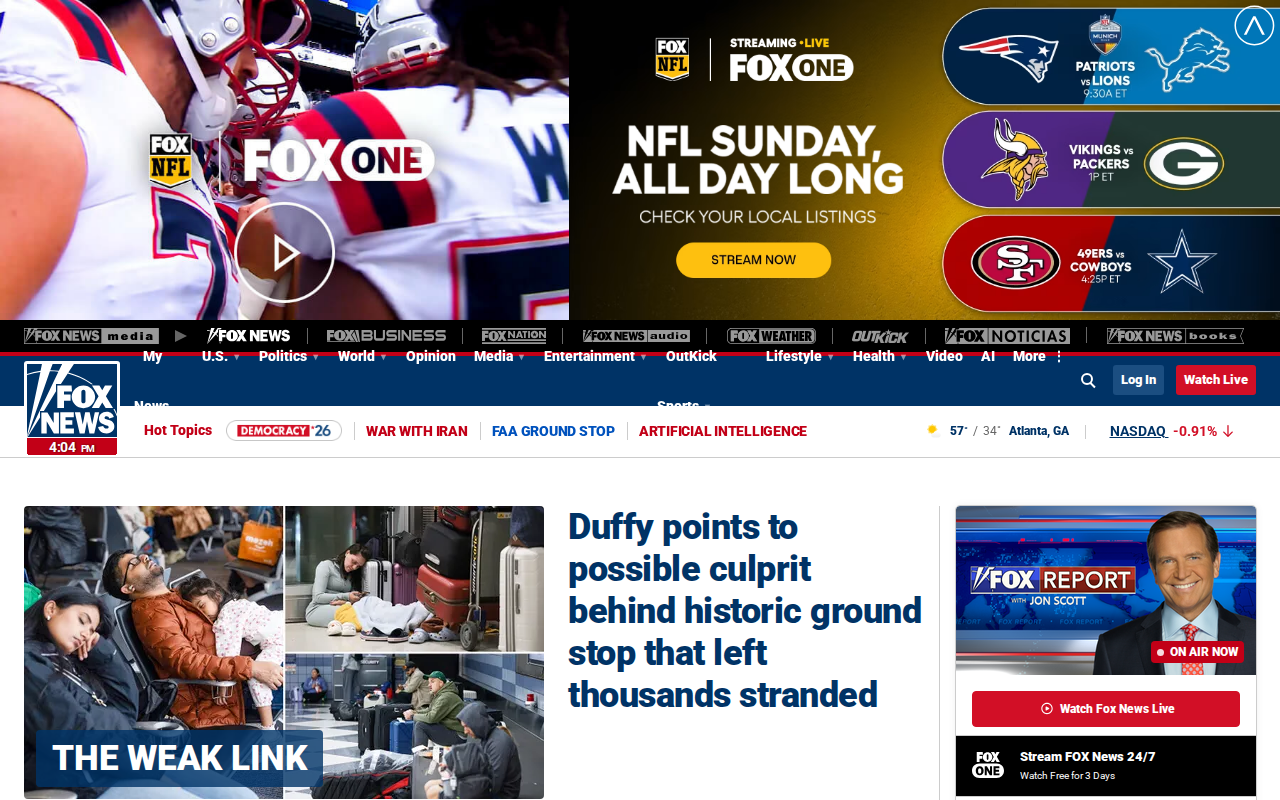 FOX NFL FOX ONE
FOX NFL STREAMING • LIVE FOX ONE
NFL SUNDAY,
ALL DAY LONG
CHECK YOUR LOCAL LISTINGS
STREAM NOW
NFL
MUNICH
PATRIOTS
VS LIONS
9:30A ET
VIKINGS VS
PACKERS
1P ET
49ERS VS
COWBOYS
4:25P ET
FOX NEWS media FOX NEWS FOX BUSINESS FOX NATION FOX NEWS audio FOX WEATHER OUTKICK FOX NOTICIAS FOX NEWS books
My News U.S. Politics World Opinion Media Entertainment OutKick Sports Lifestyle Health Video AI More
FOX NEWS
4:04 PM
Log In Watch Live
Hot Topics DEMOCRACY '26 WAR WITH IRAN FAA GROUND STOP ARTIFICIAL INTELLIGENCE 57° / 34° Atlanta, GA NASDAQ -0.91%
THE WEAK LINK
Duffy points to
possible culprit
behind historic ground
stop that left
thousands stranded
FOX REPORT
WITH JON SCOTT
ON AIR NOW
Watch Fox News Live
FOX ONE
Stream FOX News 24/7
Watch Free for 3 Days